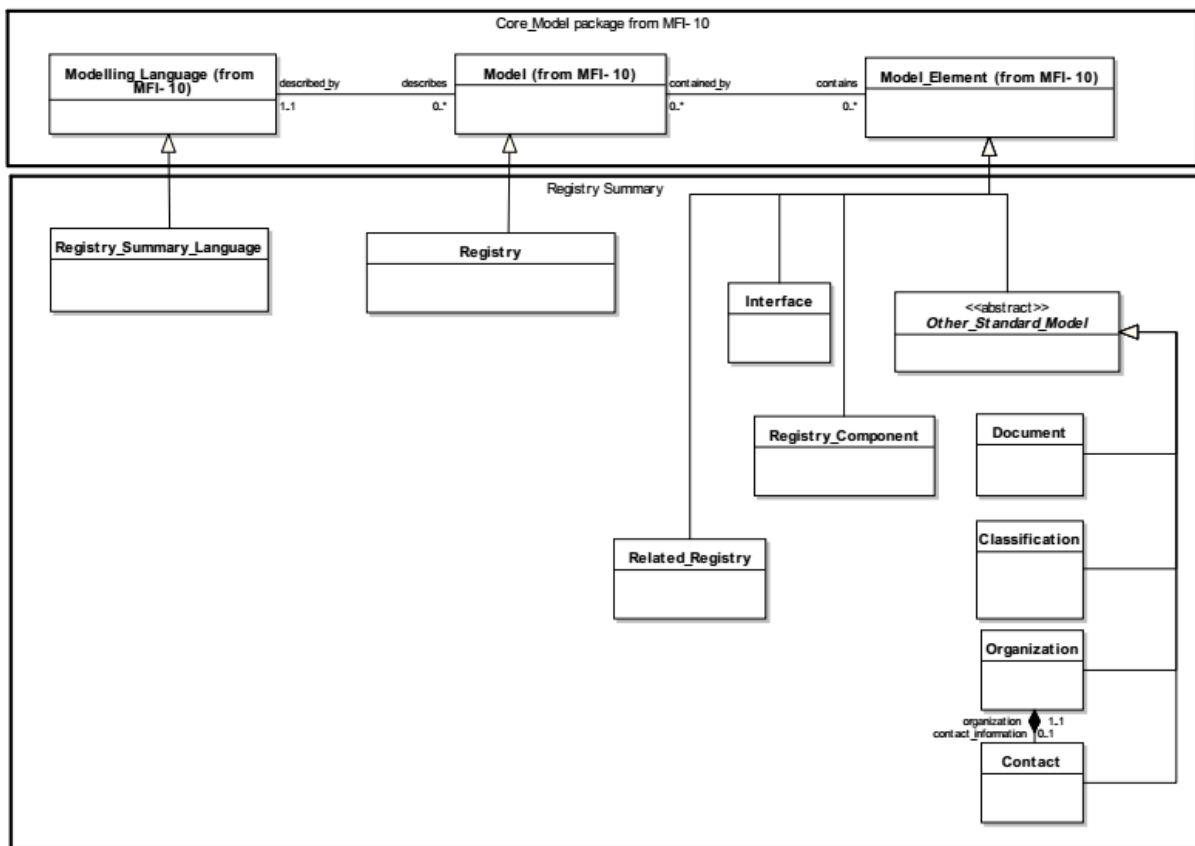 Core_Model package from MFI- 10
Modelling_Language (from
MFI- 10)
described_by
1..1
describes
0..*
Model (from MFI- 10)
contained_by
0..*
contains
0..*
Model_Element (from MFI- 10)
Registry Summary
Registry_Summary_Language
Registry
Interface
<<abstract>>
Other_Standard_Model
Registry_Component
Document
Related_Registry
Classification
Organization
organization 1..1
contact_information 0..1
Contact